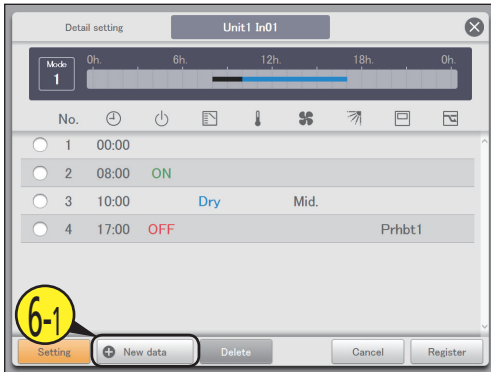 Detail setting Unit1 In01
Mode 1
0h. 6h. 12h. 18h. 0h.
No.
1 00:00
2 08:00 ON
3 10:00 Dry Mid.
4 17:00 OFF Prhbt1
6-1
Setting New data Delete Cancel Register